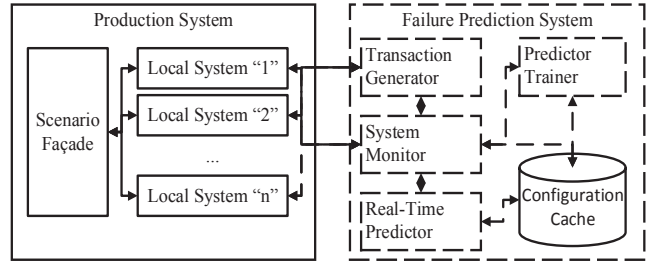 Production System
Failure Prediction System
Scenario
Façade
Local System “1”
Local System “2”
...
Local System “n”
Transaction
Generator
System
Monitor
Real-Time
Predictor
Predictor
Trainer
Configuration
Cache